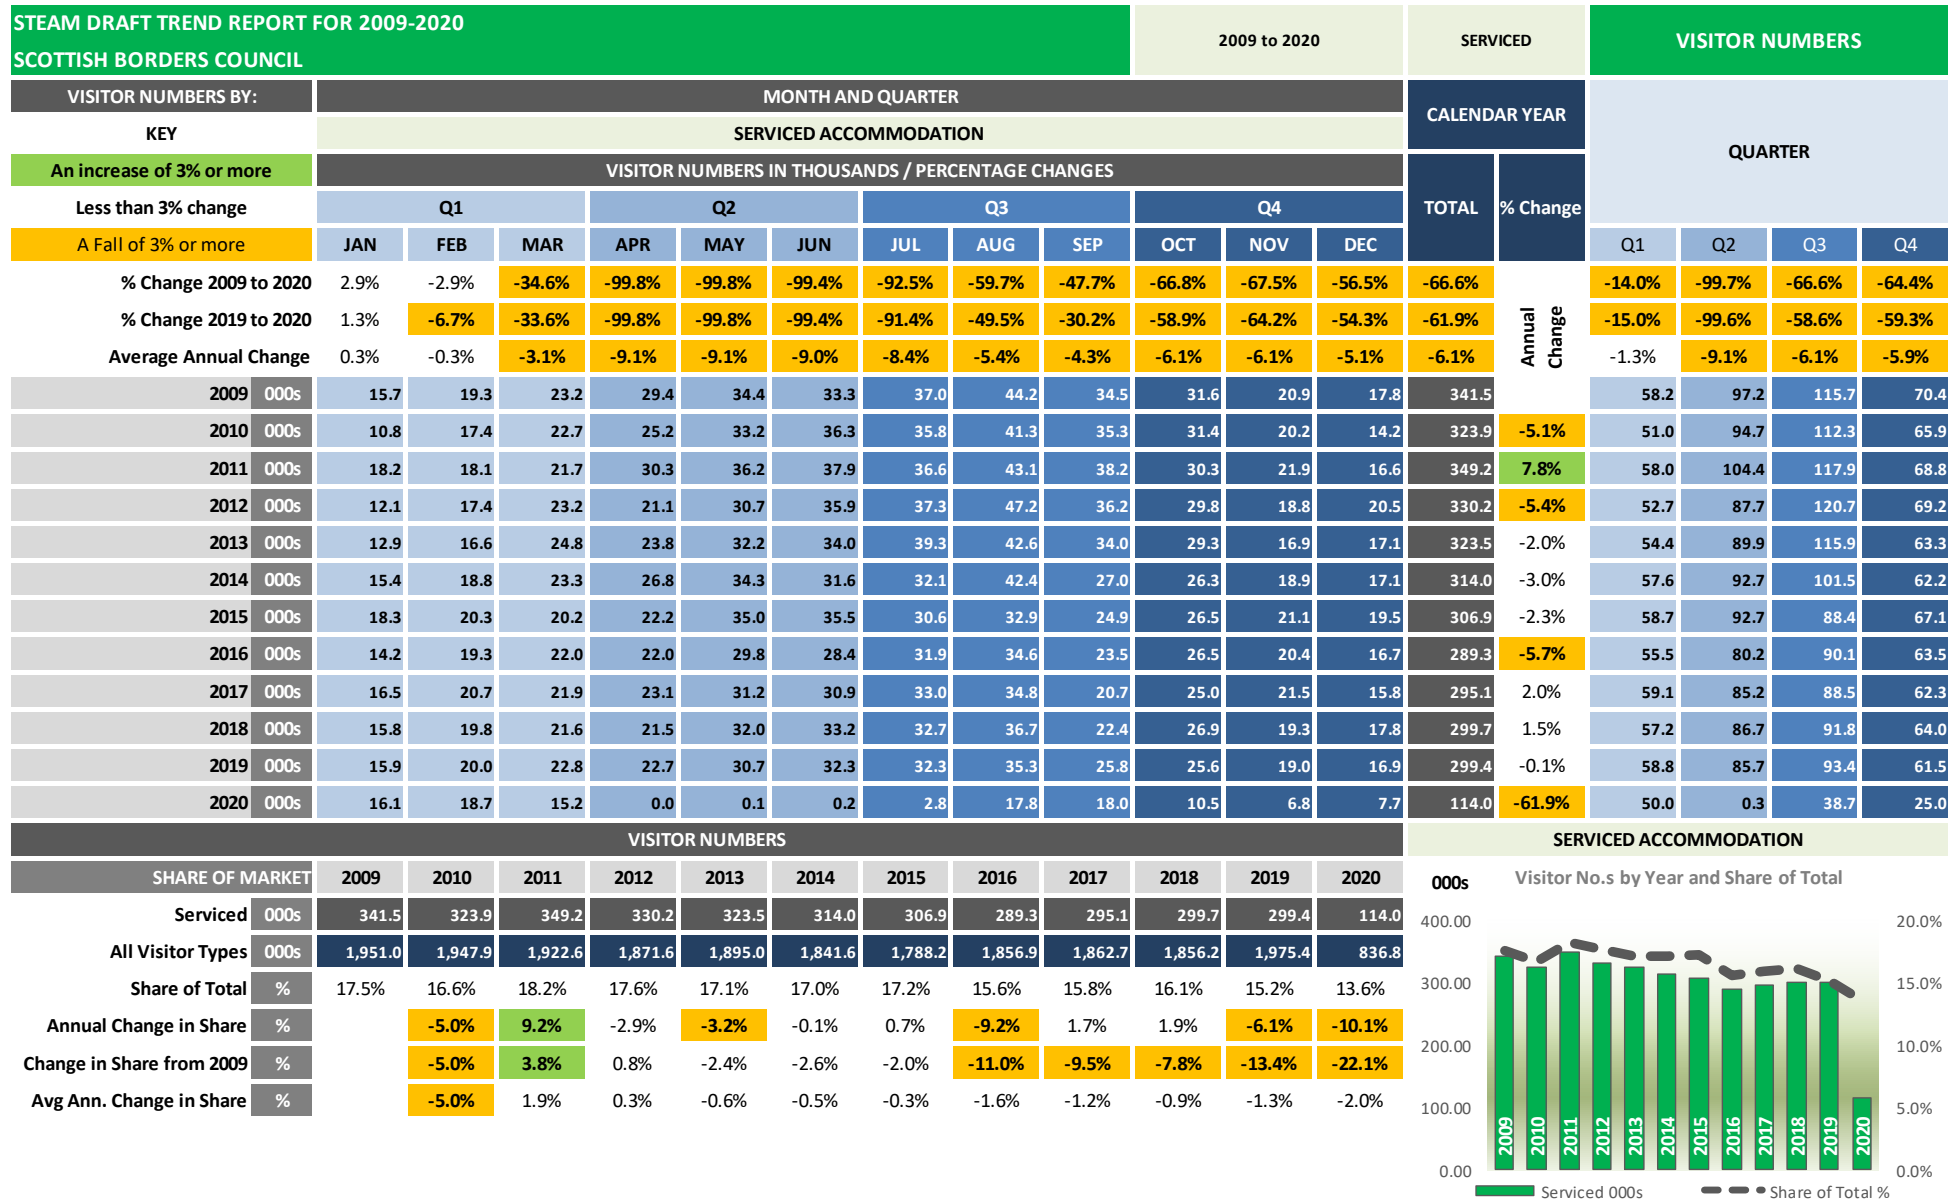 STEAM DRAFT TREND REPORT FOR 2009-2020
SCOTTISH BORDERS COUNCIL
2009 to 2020
SERVICED
VISITOR NUMBERS
VISITOR NUMBERS BY:
MONTH AND QUARTER
CALENDAR YEAR
QUARTER
KEY
SERVICED ACCOMMODATION
An increase of 3% or more
VISITOR NUMBERS IN THOUSANDS / PERCENTAGE CHANGES
Less than 3% change
Q1 Q2 Q3 Q4 TOTAL % Change
A Fall of 3% or more JAN FEB MAR APR MAY JUN JUL AUG SEP OCT NOV DEC Q1 Q2 Q3 Q4
% Change 2009 to 2020 2.9% -2.9% -34.6% -99.8% -99.8% -99.4% -92.5% -59.7% -47.7% -66.8% -67.5% -56.5% -66.6% -14.0% -99.7% -66.6% -64.4%
% Change 2019 to 2020 1.3% -6.7% -33.6% -99.8% -99.8% -99.4% -91.4% -49.5% -30.2% -58.9% -64.2% -54.3% -61.9% -15.0% -99.6% -58.6% -59.3%
Average Annual Change 0.3% -0.3% -3.1% -9.1% -9.1% -9.0% -8.4% -5.4% -4.3% -6.1% -6.1% -5.1% -6.1% -1.3% -9.1% -6.1% -5.9%
Annual
Change
2009 000s 15.7 19.3 23.2 29.4 34.4 33.3 37.0 44.2 34.5 31.6 20.9 17.8 341.5 58.2 97.2 115.7 70.4
2010 000s 10.8 17.4 22.7 25.2 33.2 36.3 35.8 41.3 35.3 31.4 20.2 14.2 323.9 -5.1% 51.0 94.7 112.3 65.9
2011 000s 18.2 18.1 21.7 30.3 36.2 37.9 36.6 43.1 38.2 30.3 21.9 16.6 349.2 7.8% 58.0 104.4 117.9 68.8
2012 000s 12.1 17.4 23.2 21.1 30.7 35.9 37.3 47.2 36.2 29.8 18.8 20.5 330.2 -5.4% 52.7 87.7 120.7 69.2
2013 000s 12.9 16.6 24.8 23.8 32.2 34.0 39.3 42.6 34.0 29.3 16.9 17.1 323.5 -2.0% 54.4 89.9 115.9 63.3
2014 000s 15.4 18.8 23.3 26.8 34.3 31.6 32.1 42.4 27.0 26.3 18.9 17.1 314.0 -3.0% 57.6 92.7 101.5 62.2
2015 000s 18.3 20.3 20.2 22.2 35.0 35.5 30.6 32.9 24.9 26.5 21.1 19.5 306.9 -2.3% 58.7 92.7 88.4 67.1
2016 000s 14.2 19.3 22.0 22.0 29.8 28.4 31.9 34.6 23.5 26.5 20.4 16.7 289.3 -5.7% 55.5 80.2 90.1 63.5
2017 000s 16.5 20.7 21.9 23.1 31.2 30.9 33.0 34.8 20.7 25.0 21.5 15.8 295.1 2.0% 59.1 85.2 88.5 62.3
2018 000s 15.8 19.8 21.6 21.5 32.0 33.2 32.7 36.7 22.4 26.9 19.3 17.8 299.7 1.5% 57.2 86.7 91.8 64.0
2019 000s 15.9 20.0 22.8 22.7 30.7 32.3 32.3 35.3 25.8 25.6 19.0 16.9 299.4 -0.1% 58.8 85.7 93.4 61.5
2020 000s 16.1 18.7 15.2 0.0 0.1 0.2 2.8 17.8 18.0 10.5 6.8 7.7 114.0 -61.9% 50.0 0.3 38.7 25.0
VISITOR NUMBERS
SHARE OF MARKET 2009 2010 2011 2012 2013 2014 2015 2016 2017 2018 2019 2020
Serviced 000s 341.5 323.9 349.2 330.2 323.5 314.0 306.9 289.3 295.1 299.7 299.4 114.0
All Visitor Types 000s 1,951.0 1,947.9 1,922.6 1,871.6 1,895.0 1,841.6 1,788.2 1,856.9 1,862.7 1,856.2 1,975.4 836.8
Share of Total % 17.5% 16.6% 18.2% 17.6% 17.1% 17.0% 17.2% 15.6% 15.8% 16.1% 15.2% 13.6%
Annual Change in Share % -5.0% 9.2% -2.9% -3.2% -0.1% 0.7% -9.2% 1.7% 1.9% -6.1% -10.1%
Change in Share from 2009 % -5.0% 3.8% 0.8% -2.4% -2.6% -2.0% -11.0% -9.5% -7.8% -13.4% -22.1%
Avg Ann. Change in Share % -5.0% 1.9% 0.3% -0.6% -0.5% -0.3% -1.6% -1.2% -0.9% -1.3% -2.0%
SERVICED ACCOMMODATION
000s Visitor No.s by Year and Share of Total
400.00 20.0%
300.00 15.0%
200.00 10.0%
100.00 5.0%
0.00 0.0%
2009 2010 2011 2012 2013 2014 2015 2016 2017 2018 2019 2020
Serviced 000s Share of Total %